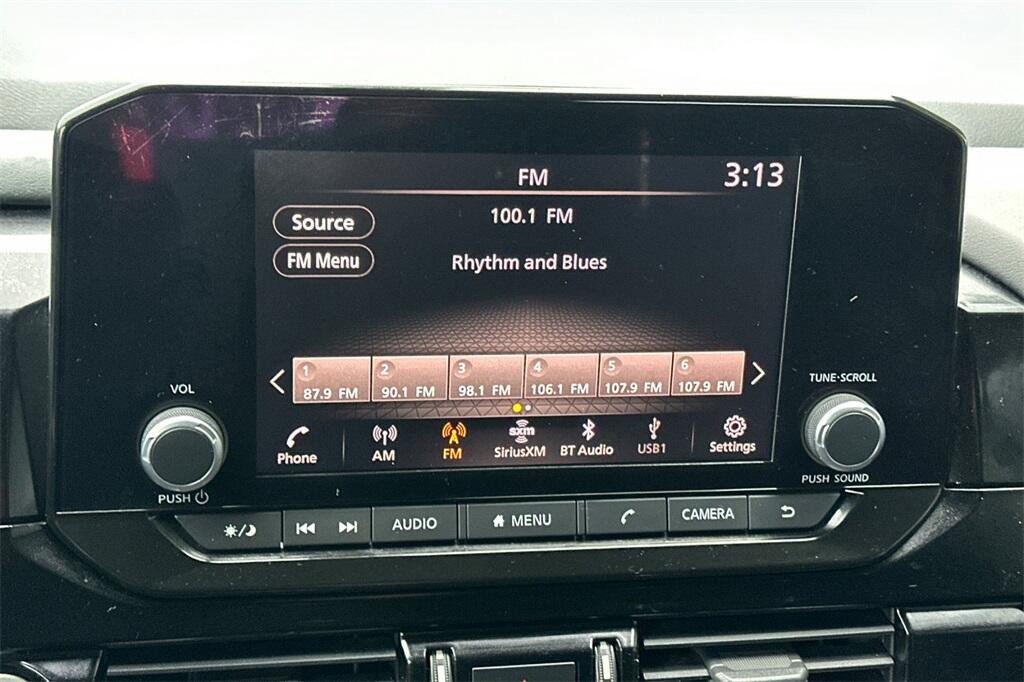 FM
3:13
Source
100.1 FM
FM Menu
Rhythm and Blues
1 2 3 4 5 6
87.9 FM 90.1 FM 98.1 FM 106.1 FM 107.9 FM 107.9 FM
sxm
Phone AM FM SiriusXM BT Audio USB1 Settings
VOL
PUSH
TUNE·SCROLL
PUSH SOUND
AUDIO MENU CAMERA